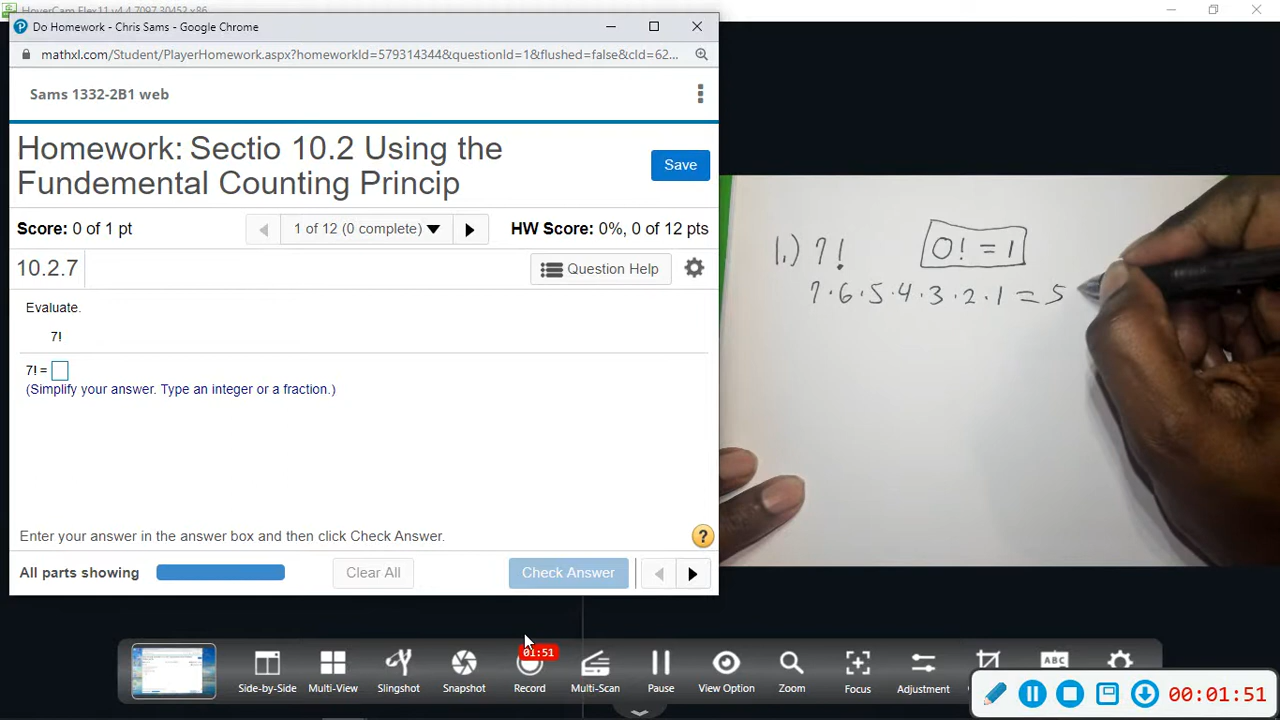 HoverCam Flex11 v4.4.7097.30452 x86
Do Homework - Chris Sams - Google Chrome
mathxl.com/Student/PlayerHomework.aspx?homeworkId=579314344&questionId=1&flushed=false&cId=62...
Sams 1332-2B1 web
Homework: Sectio 10.2 Using the
Fundemental Counting Princip
Save
Score: 0 of 1 pt
1 of 12 (0 complete)
HW Score: 0%, 0 of 12 pts
10.2.7
Question Help
Evaluate.
7!
7! =
(Simplify your answer. Type an integer or a fraction.)
Enter your answer in the answer box and then click Check Answer.
?
All parts showing
Clear All
Check Answer
1.) 7!
0! = 1
7·6·5·4·3·2·1 = 5
01:51
ABC
Side-by-Side
Multi-View
Slingshot
Snapshot
Record
Multi-Scan
Pause
View Option
Zoom
Focus
Adjustment
00:01:51